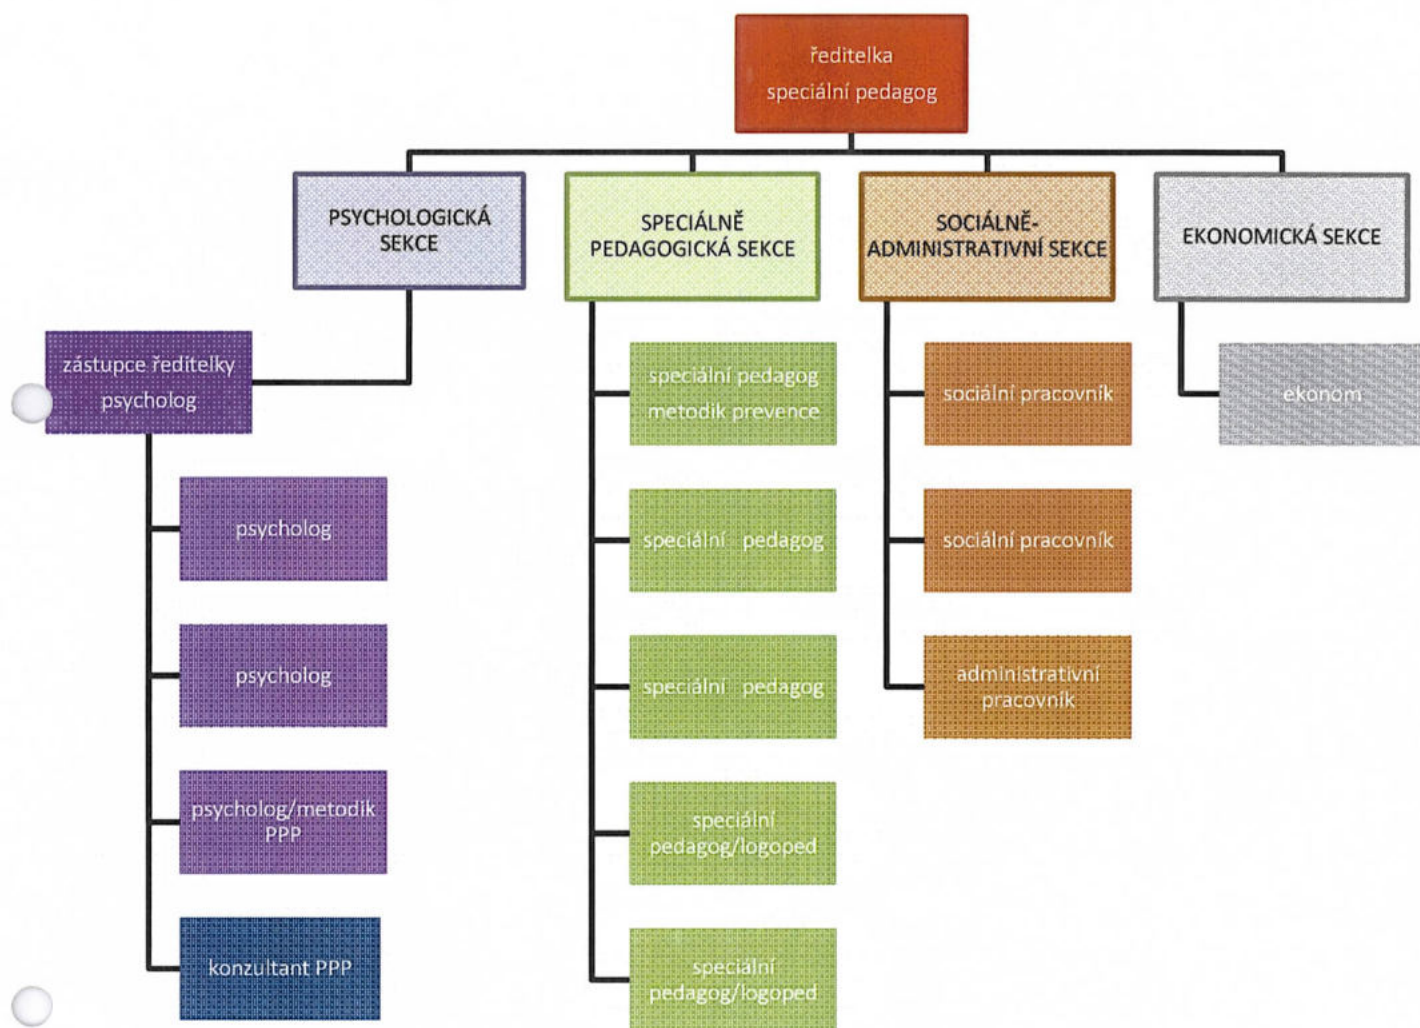 ředitelka
speciální pedagog
PSYCHOLOGICKÁ
SEKCE
SPECIÁLNĚ
PEDAGOGICKÁ SEKCE
SOCIÁLNĚ-
ADMINISTRATIVNÍ SEKCE
EKONOMICKÁ SEKCE
zástupce ředitelky
psycholog
psycholog
psycholog
psycholog/metodik
PPP
konzultant PPP
speciální pedagog
metodik prevence
speciální pedagog
speciální pedagog
speciální
pedagog/logoped
speciální
pedagog/logoped
sociální pracovník
sociální pracovník
administrativní
pracovník
ekonom